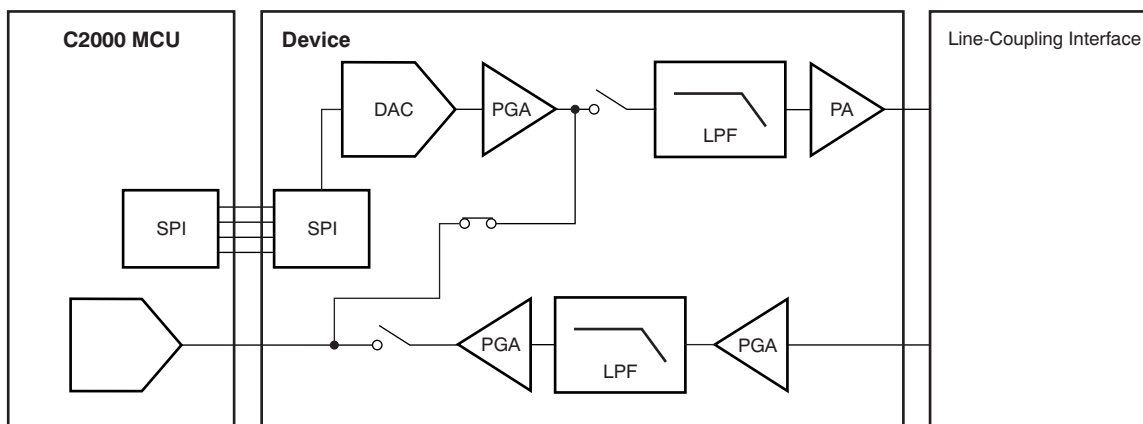 C2000 MCU
Device
Line-Coupling Interface
DAC
PGA
LPF
PA
SPI
SPI
PGA
LPF
PGA